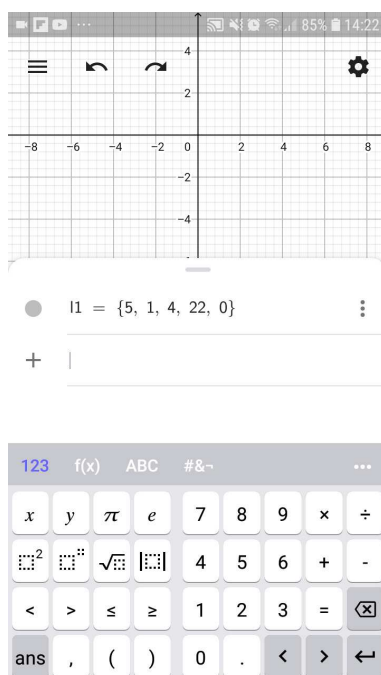 85% 14:22
4
2
-8 -6 -4 -2 0 2 4 6 8
-2
-4
l1 = {5, 1, 4, 22, 0}
+
123 f(x) ABC #&¬ ...
x y π e 7 8 9 × ÷
2 √ 4 5 6 + -
< > ≤ ≥ 1 2 3 =
ans , ( ) 0 . < >